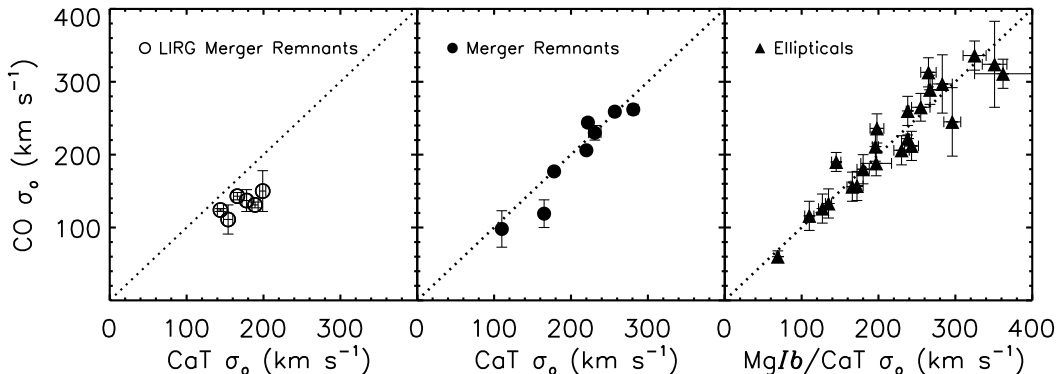 400
300
200
100
CO σₒ (km s⁻¹)
LIRG Merger Remnants
Merger Remnants
Ellipticals
0 100 200 300 0 100 200 300 0 100 200 300 400
CaT σₒ (km s⁻¹)
CaT σₒ (km s⁻¹)
MgIb/CaT σₒ (km s⁻¹)